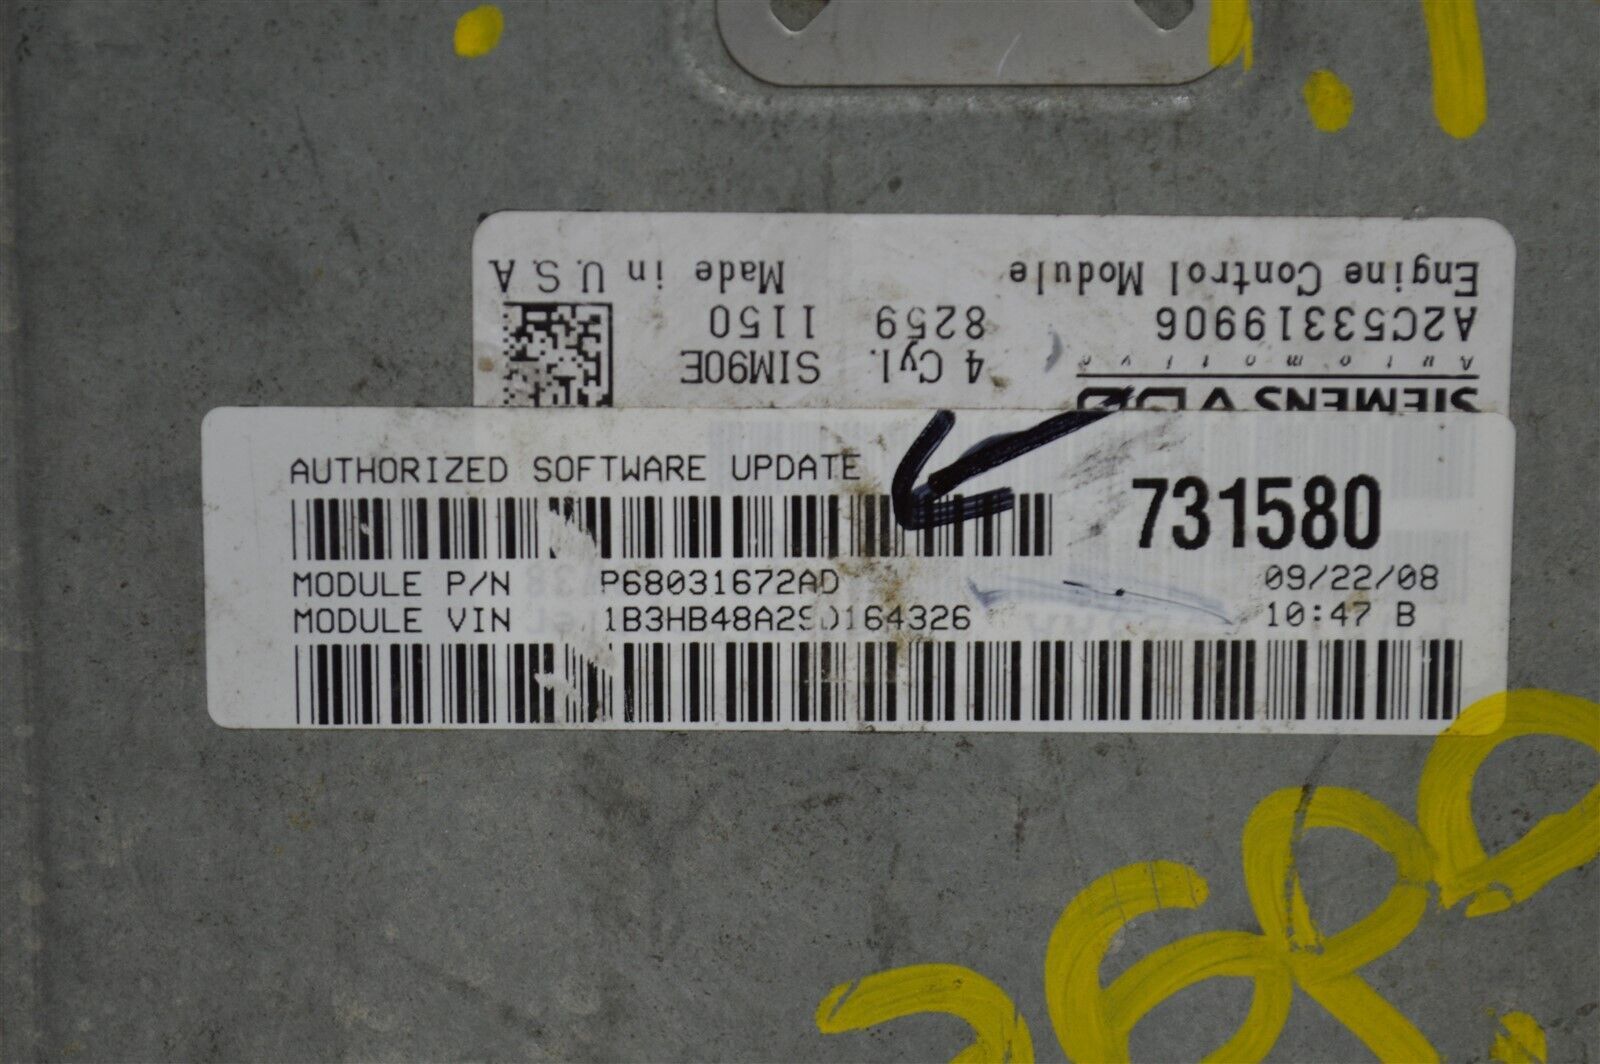 SIEMENS VDO
Automotive
4 Cyl. SIM90E
A2C53319906 8259 1150
Engine Control Module Made in U.S.A
AUTHORIZED SOFTWARE UPDATE
731580
MODULE P/N P68031672AD 09/22/08
MODULE VIN 1B3HB48A29D164326 10:47 B